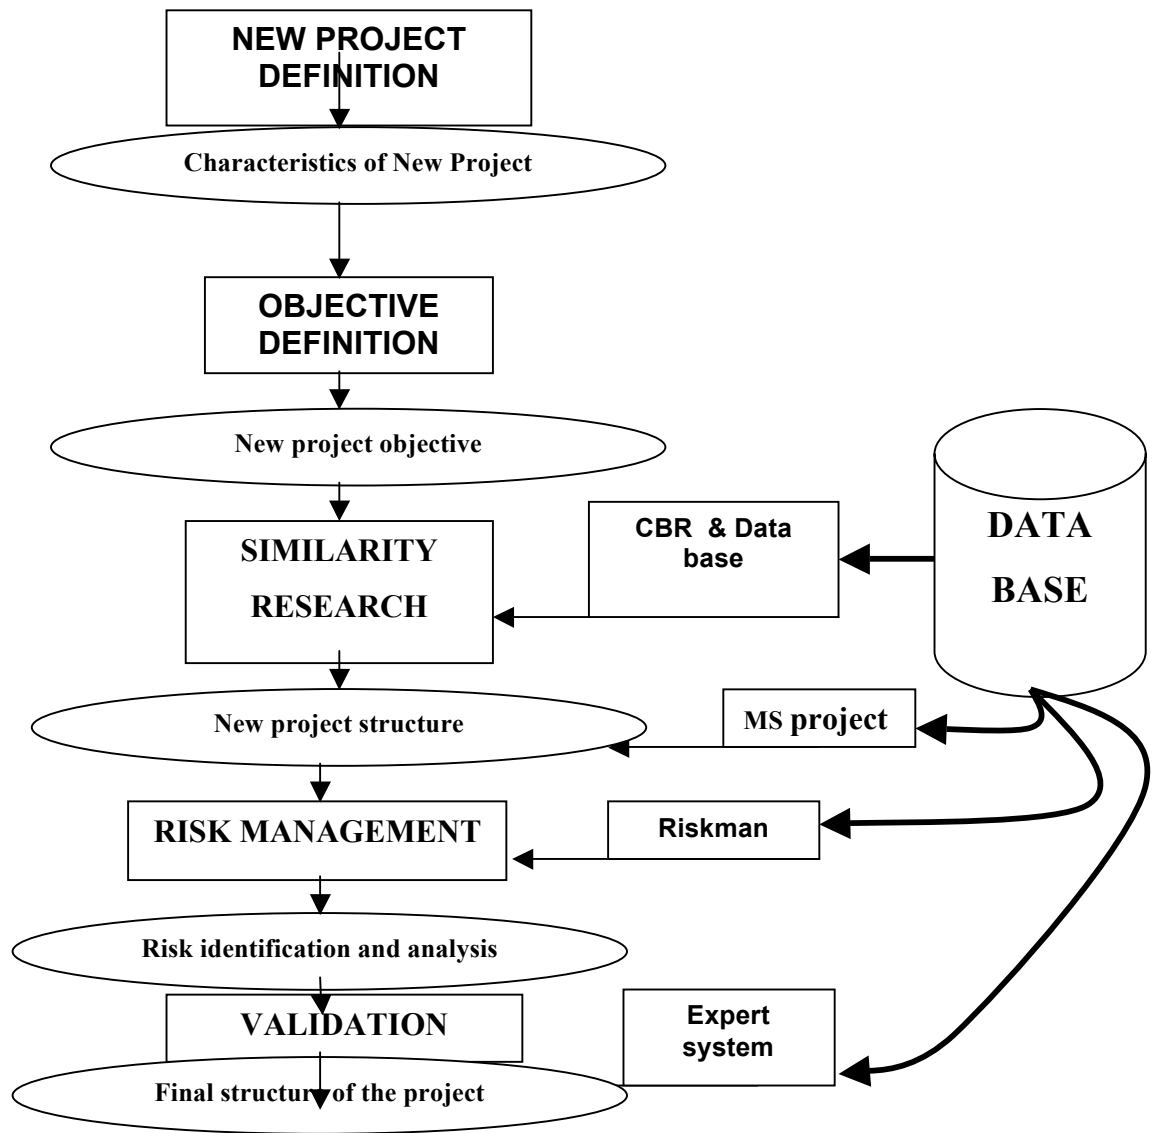 NEW PROJECT
DEFINITION
Characteristics of New Project
OBJECTIVE
DEFINITION
New project objective
SIMILARITY
RESEARCH
CBR & Data
base
DATA
BASE
New project structure
MS project
RISK MANAGEMENT
Riskman
Risk identification and analysis
VALIDATION
Expert
system
Final structure of the project